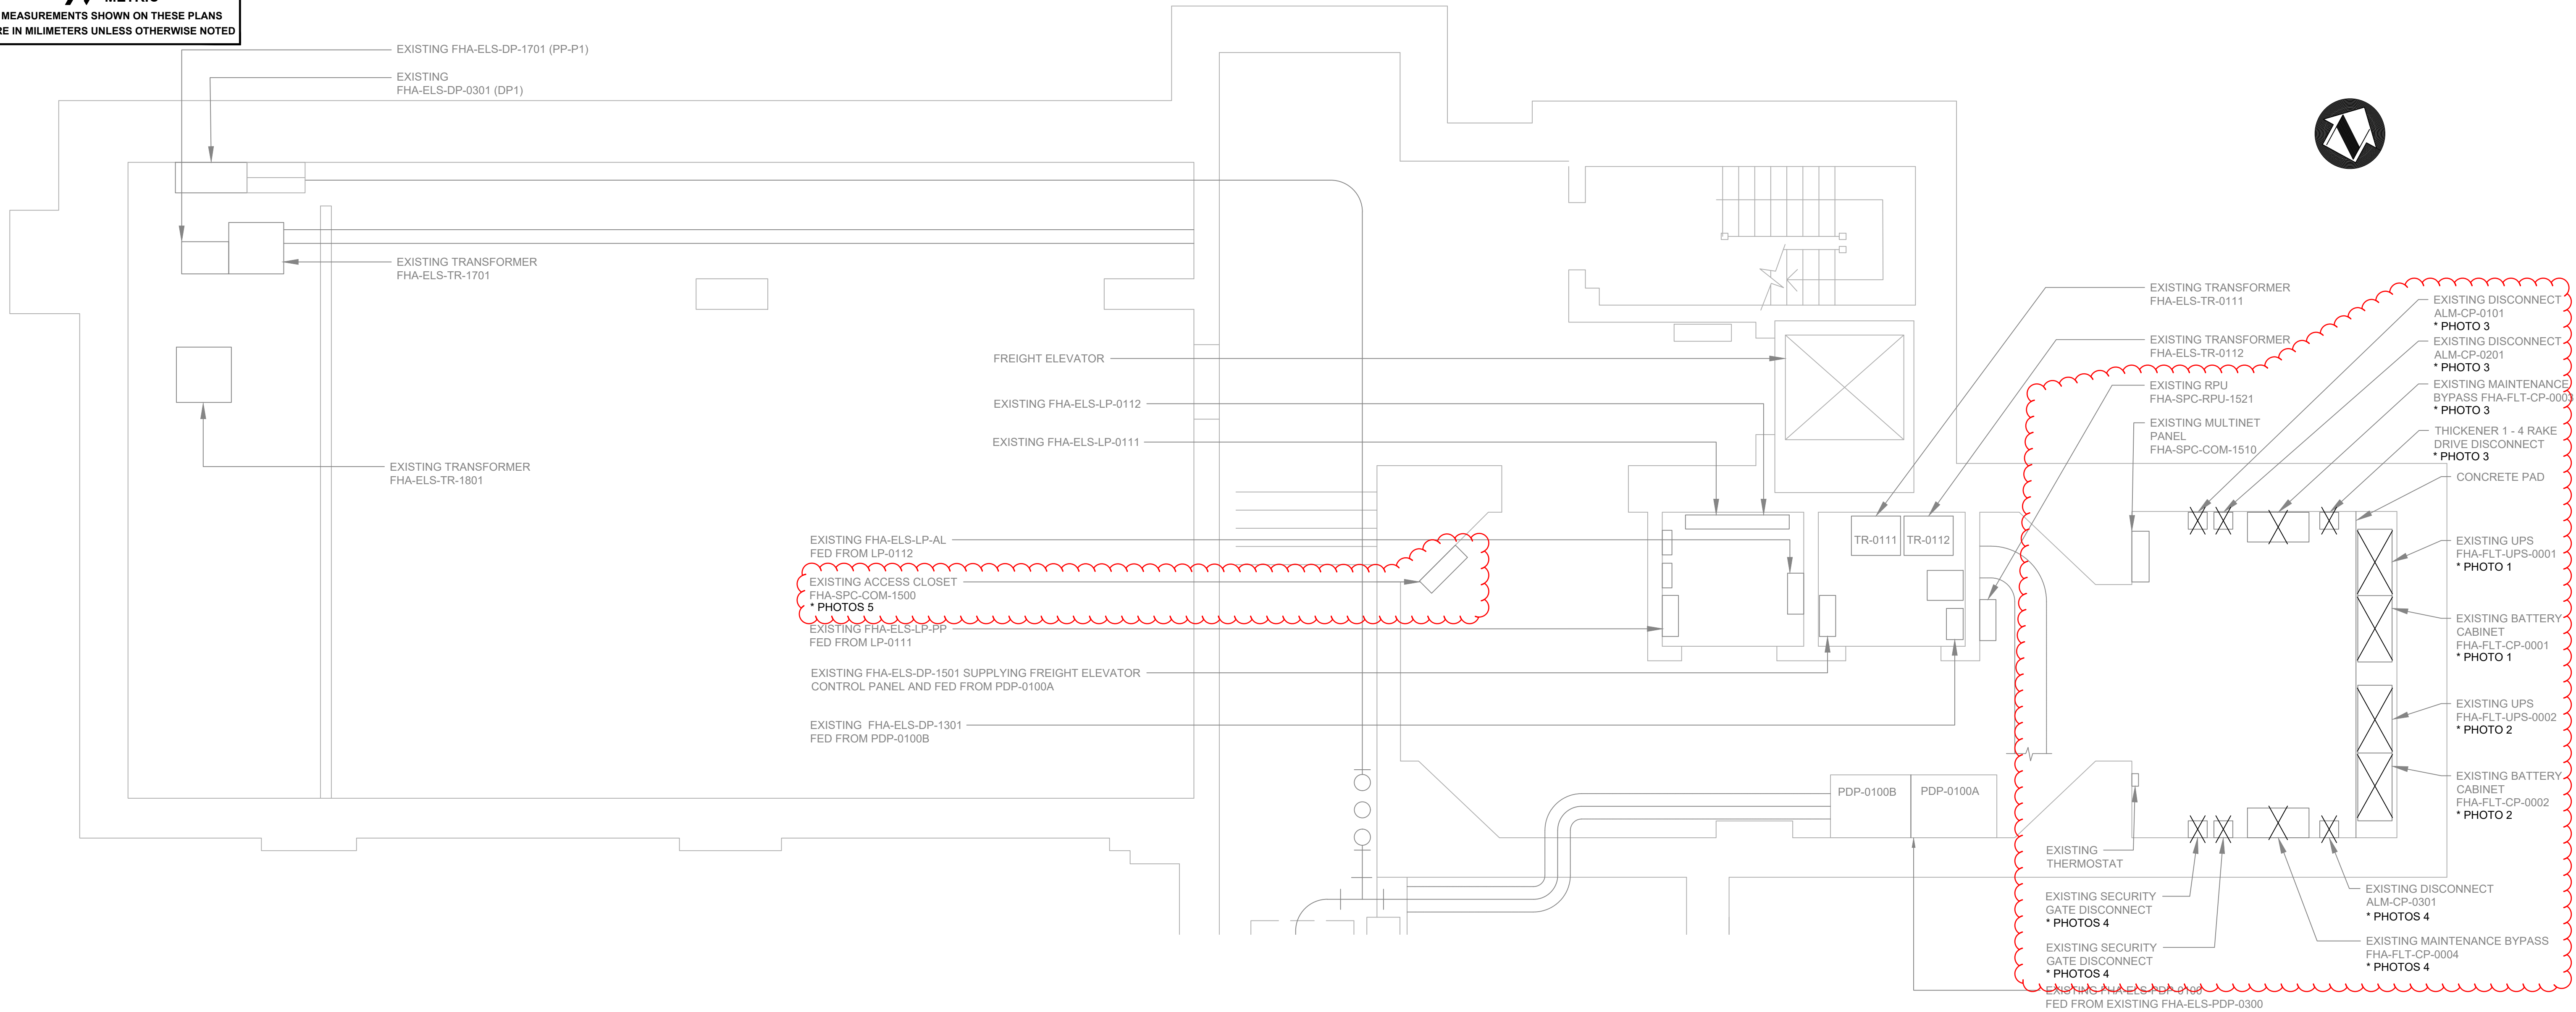 METRIC
MEASUREMENTS SHOWN ON THESE PLANS
RE IN MILIMETERS UNLESS OTHERWISE NOTED
EXISTING FHA-ELS-DP-1701 (PP-P1)
EXISTING
FHA-ELS-DP-0301 (DP1)
EXISTING TRANSFORMER
FHA-ELS-TR-1701
EXISTING TRANSFORMER
FHA-ELS-TR-1801
FREIGHT ELEVATOR
EXISTING FHA-ELS-LP-0112
EXISTING FHA-ELS-LP-0111
EXISTING FHA-ELS-LP-AL
FED FROM LP-0112
EXISTING ACCESS CLOSET
FHA-SPC-COM-1500
* PHOTOS 5
EXISTING FHA-ELS-LP-PP
FED FROM LP-0111
EXISTING FHA-ELS-DP-1501 SUPPLYING FREIGHT ELEVATOR
CONTROL PANEL AND FED FROM PDP-0100A
EXISTING FHA-ELS-DP-1301
FED FROM PDP-0100B
TR-0111
TR-0112
PDP-0100B
PDP-0100A
EXISTING TRANSFORMER
FHA-ELS-TR-0111
EXISTING TRANSFORMER
FHA-ELS-TR-0112
EXISTING RPU
FHA-SPC-RPU-1521
EXISTING MULTINET
PANEL
FHA-SPC-COM-1510
EXISTING DISCONNECT
ALM-CP-0101
* PHOTO 3
EXISTING DISCONNECT
ALM-CP-0201
* PHOTO 3
EXISTING MAINTENANCE
BYPASS FHA-FLT-CP-0003
* PHOTO 3
THICKENER 1 - 4 RAKE
DRIVE DISCONNECT
* PHOTO 3
CONCRETE PAD
EXISTING UPS
FHA-FLT-UPS-0001
* PHOTO 1
EXISTING BATTERY
CABINET
FHA-FLT-CP-0001
* PHOTO 1
EXISTING UPS
FHA-FLT-UPS-0002
* PHOTO 2
EXISTING BATTERY
CABINET
FHA-FLT-CP-0002
* PHOTO 2
EXISTING
THERMOSTAT
EXISTING SECURITY
GATE DISCONNECT
* PHOTOS 4
EXISTING SECURITY
GATE DISCONNECT
* PHOTOS 4
EXISTING DISCONNECT
ALM-CP-0301
* PHOTOS 4
EXISTING MAINTENANCE BYPASS
FHA-FLT-CP-0004
* PHOTOS 4
EXISTING FHA-ELS-PDP-0100
FED FROM EXISTING FHA-ELS-PDP-0300